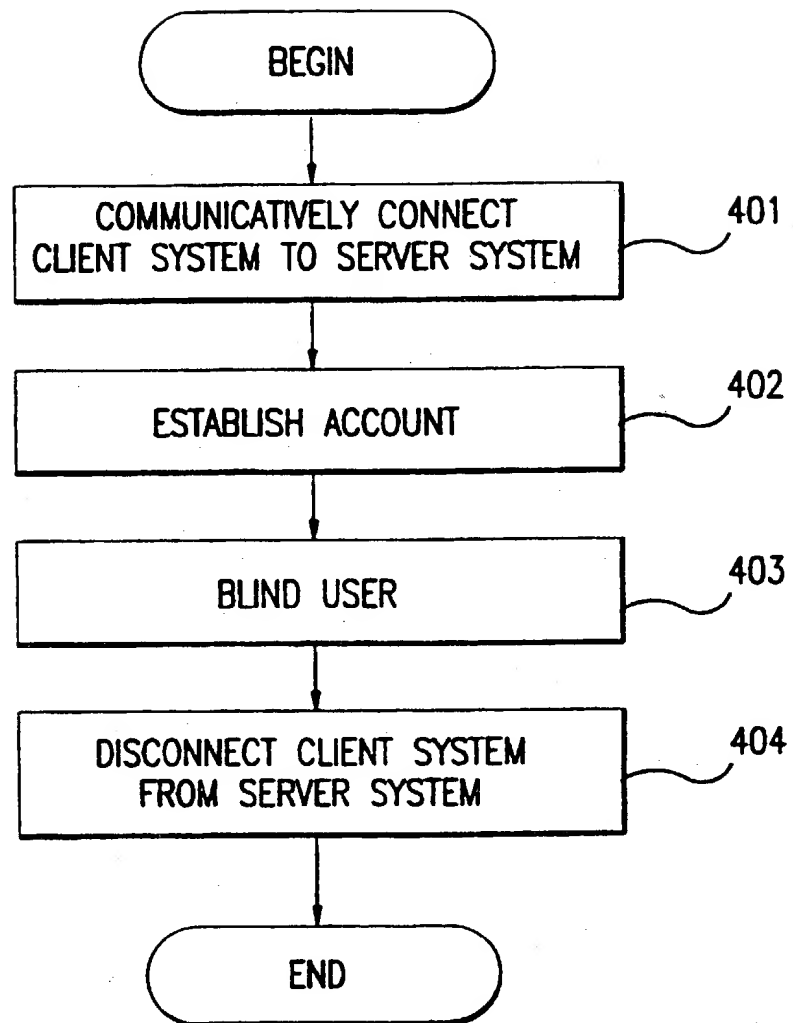 BEGIN
COMMUNICATIVELY CONNECT
CLIENT SYSTEM TO SERVER SYSTEM
401
ESTABLISH ACCOUNT
402
BLIND USER
403
DISCONNECT CLIENT SYSTEM
FROM SERVER SYSTEM
404
END